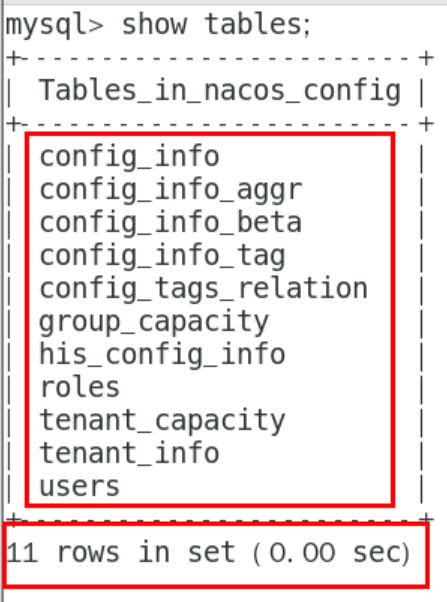 mysql> show tables;
+-------------------------+
| Tables_in_nacos_config |
+-------------------------+
| config_info |
| config_info_aggr |
| config_info_beta |
| config_info_tag |
| config_tags_relation |
| group_capacity |
| his_config_info |
| roles |
| tenant_capacity |
| tenant_info |
| users |
+-------------------------+
11 rows in set (0.00 sec)